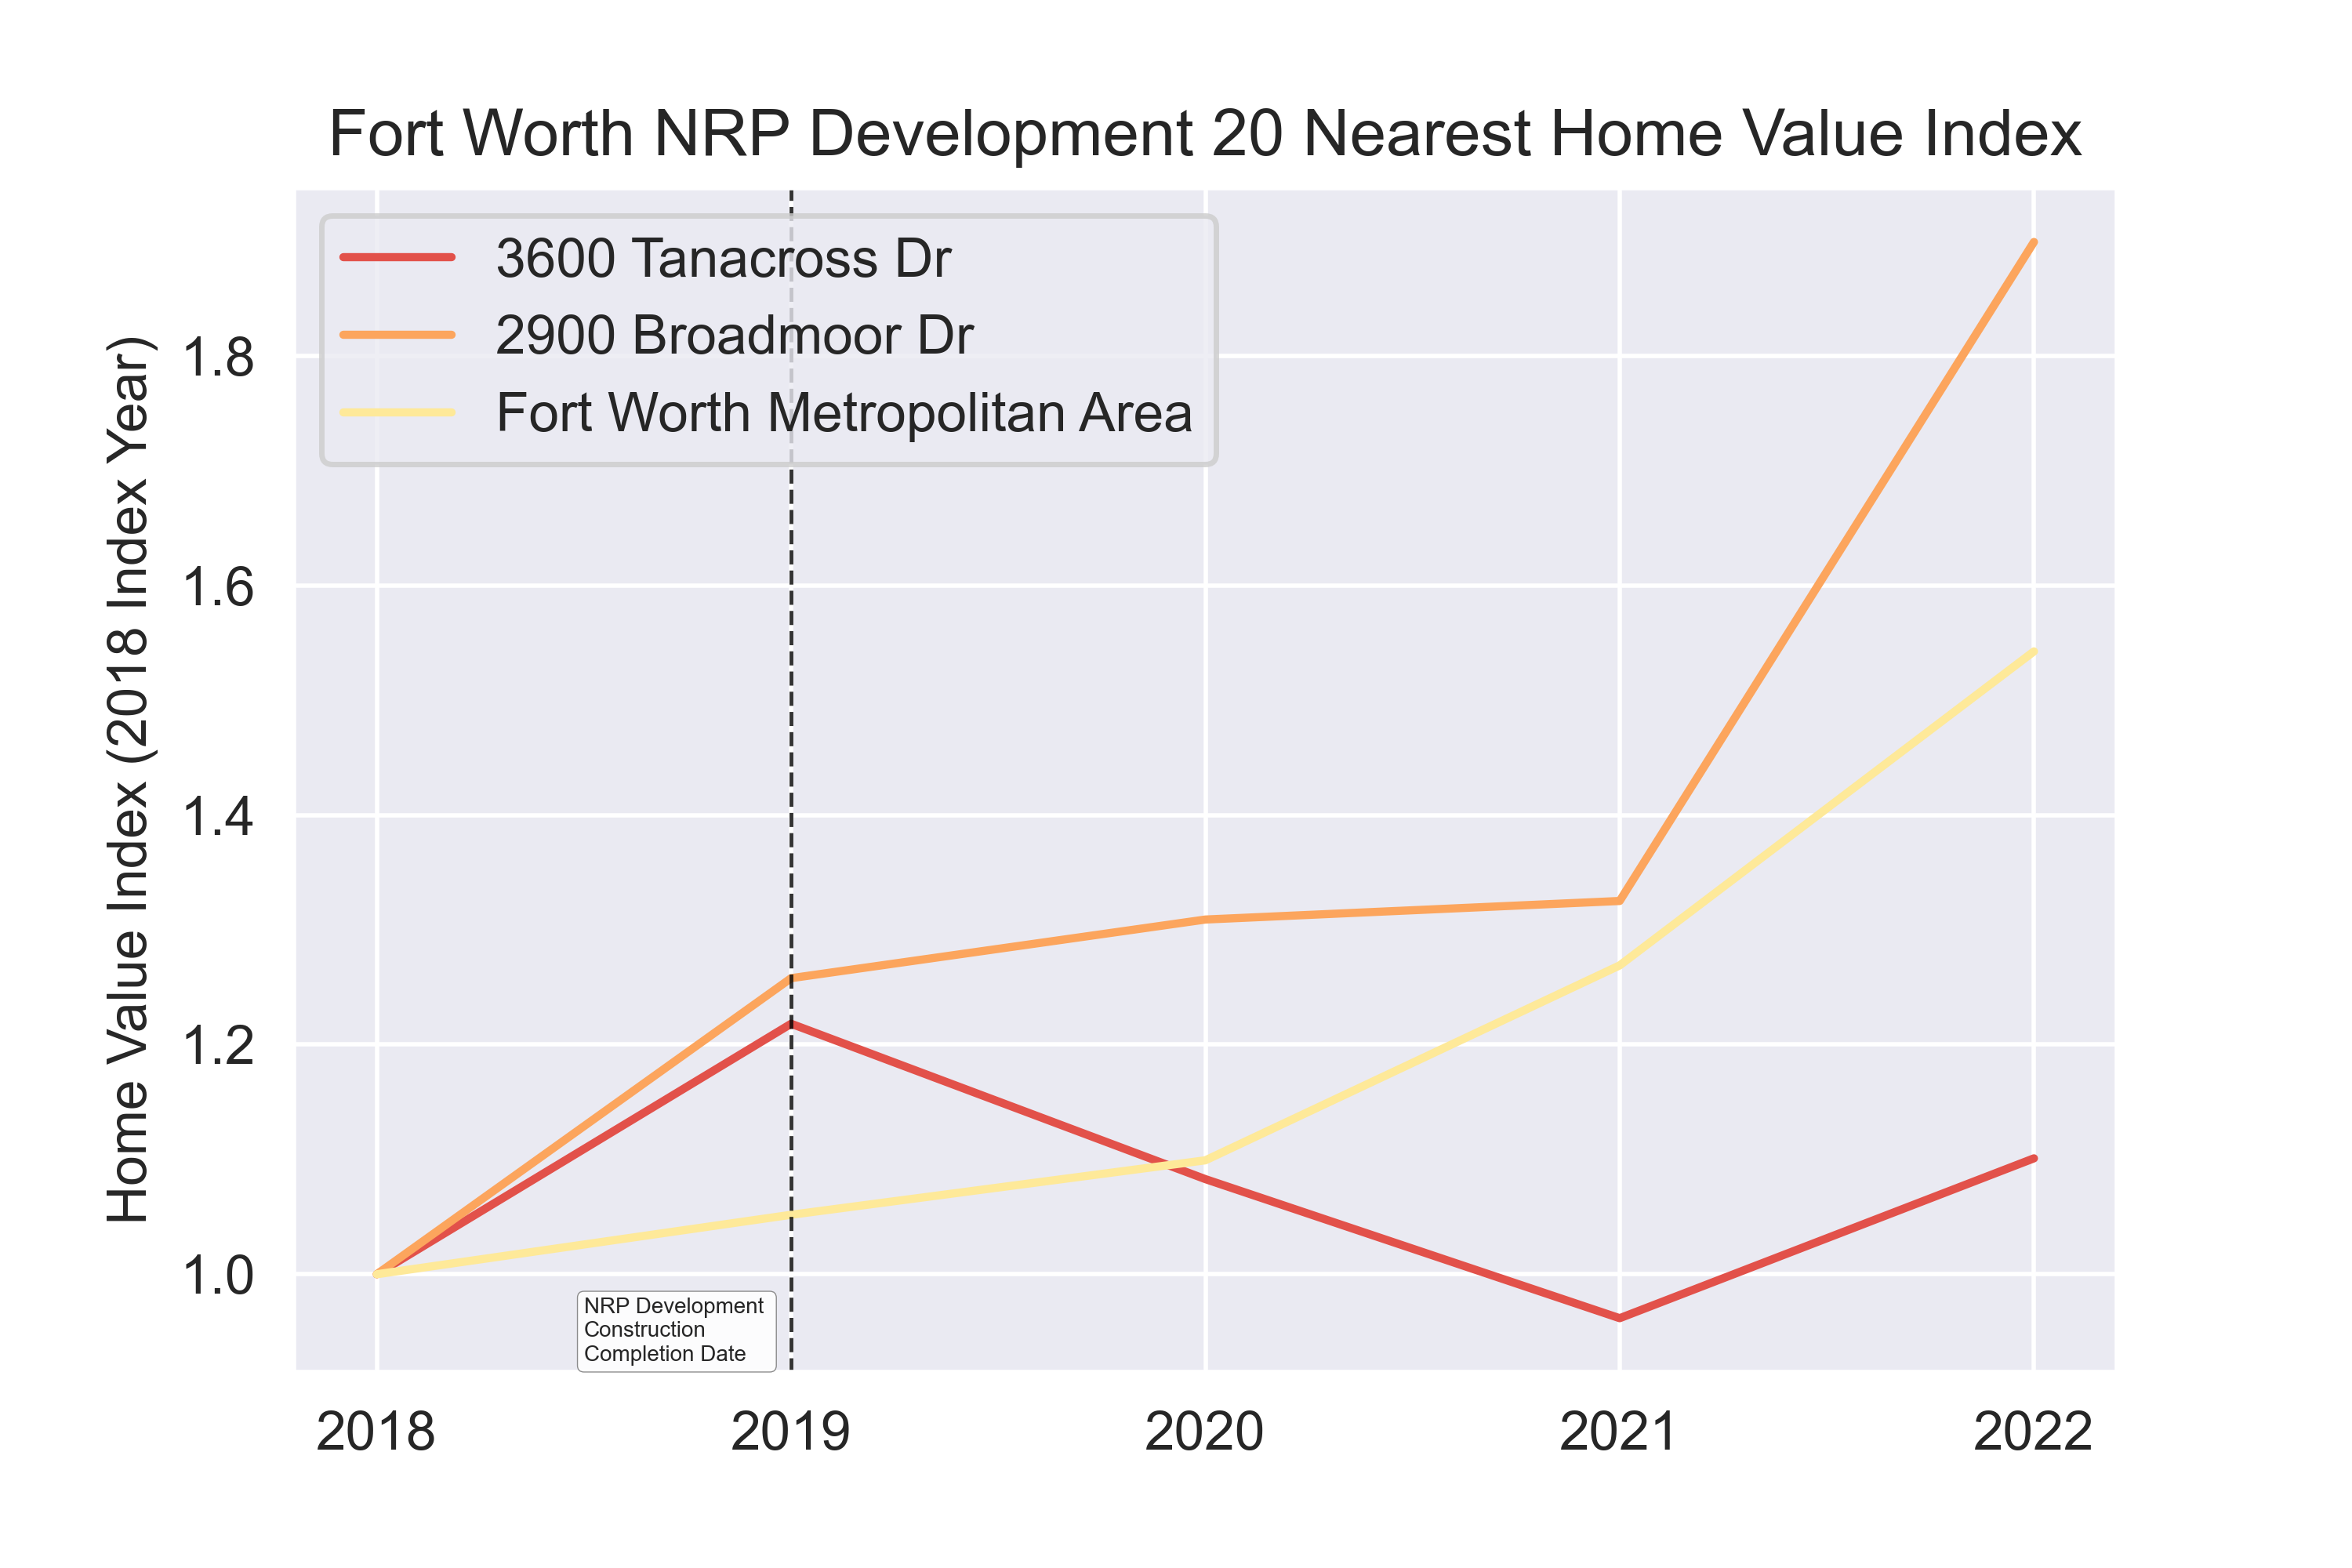 Fort Worth NRP Development 20 Nearest Home Value Index
3600 Tanacross Dr
2900 Broadmoor Dr
Fort Worth Metropolitan Area
Home Value Index (2018 Index Year)
1.8
1.6
1.4
1.2
1.0
NRP Development
Construction
Completion Date
2018 2019 2020 2021 2022